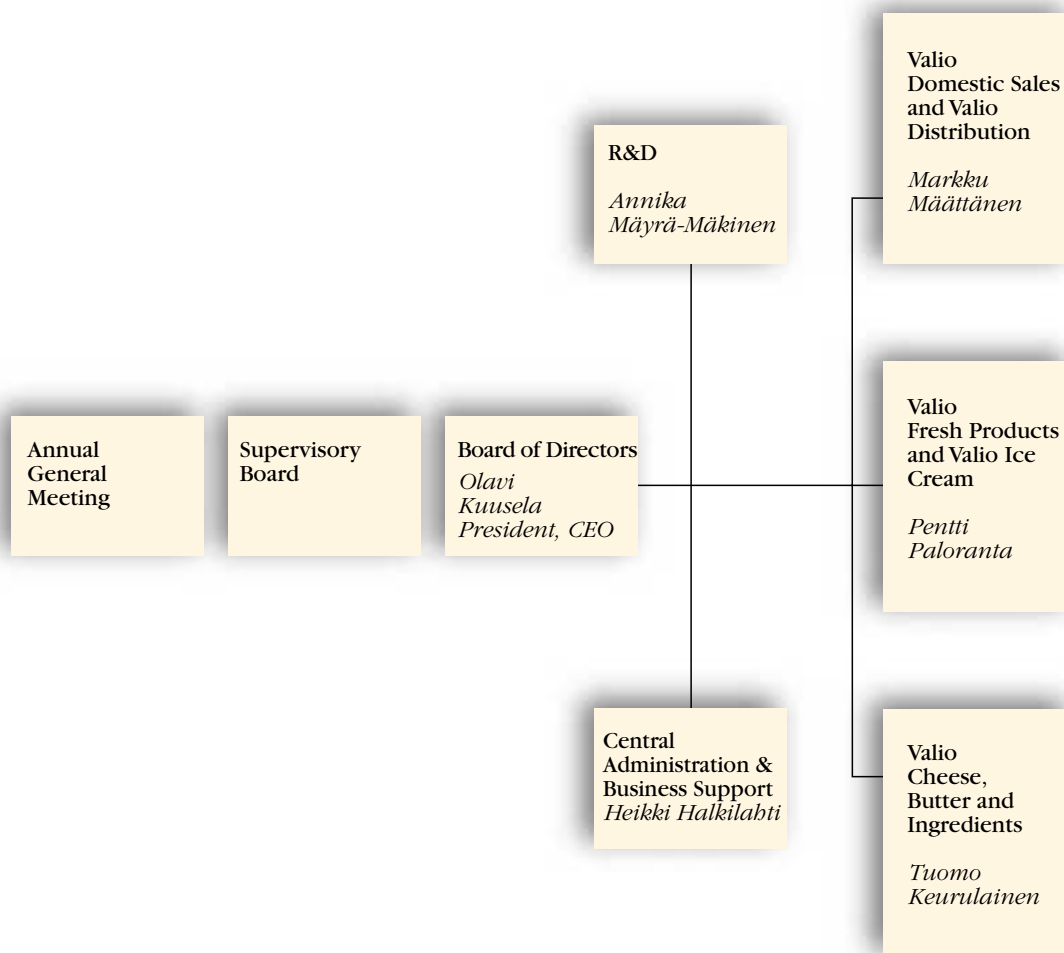 Annual
General
Meeting
Supervisory
Board
Board of Directors
Olavi
Kuusela
President, CEO
R&D
Annika
Mäyrä-Mäkinen
Central
Administration &
Business Support
Heikki Halkilahti
Valio
Domestic Sales
and Valio
Distribution
Markku
Määttänen
Valio
Fresh Products
and Valio Ice
Cream
Pentti
Paloranta
Valio
Cheese,
Butter and
Ingredients
Tuomo
Keurulainen